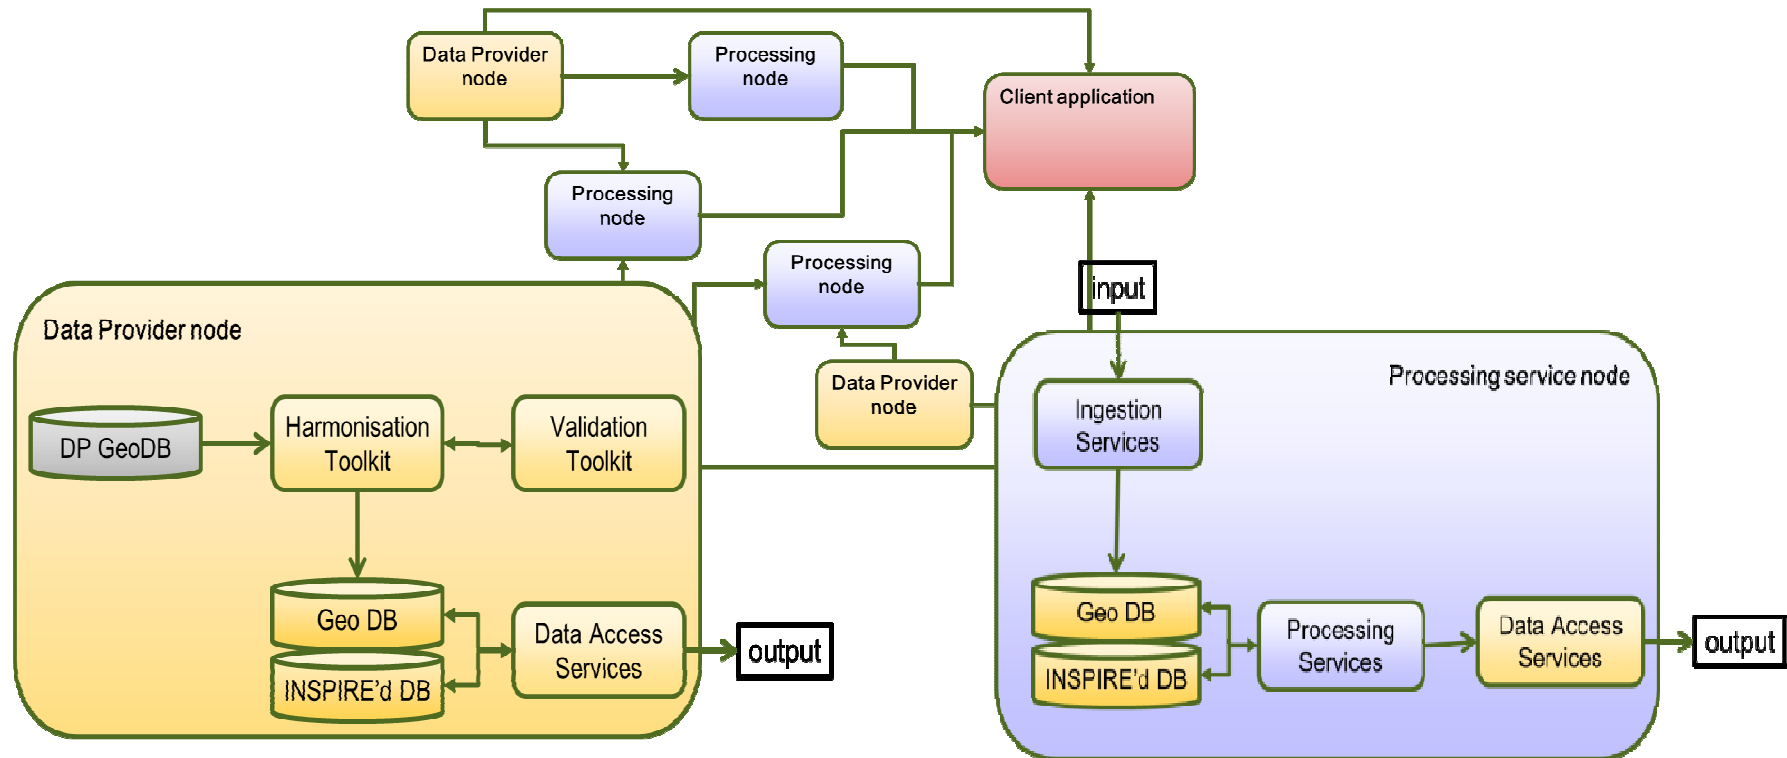 Data Provider
node
Processing
node
Client application
Processing
node
Processing
node
input
Data Provider node
Data Provider
node
Processing service node
DP GeoDB
Harmonisation
Toolkit
Validation
Toolkit
Ingestion
Services
Geo DB
INSPIRE'd DB
Data Access
Services
output
Geo DB
INSPIRE'd DB
Processing
Services
Data Access
Services
output